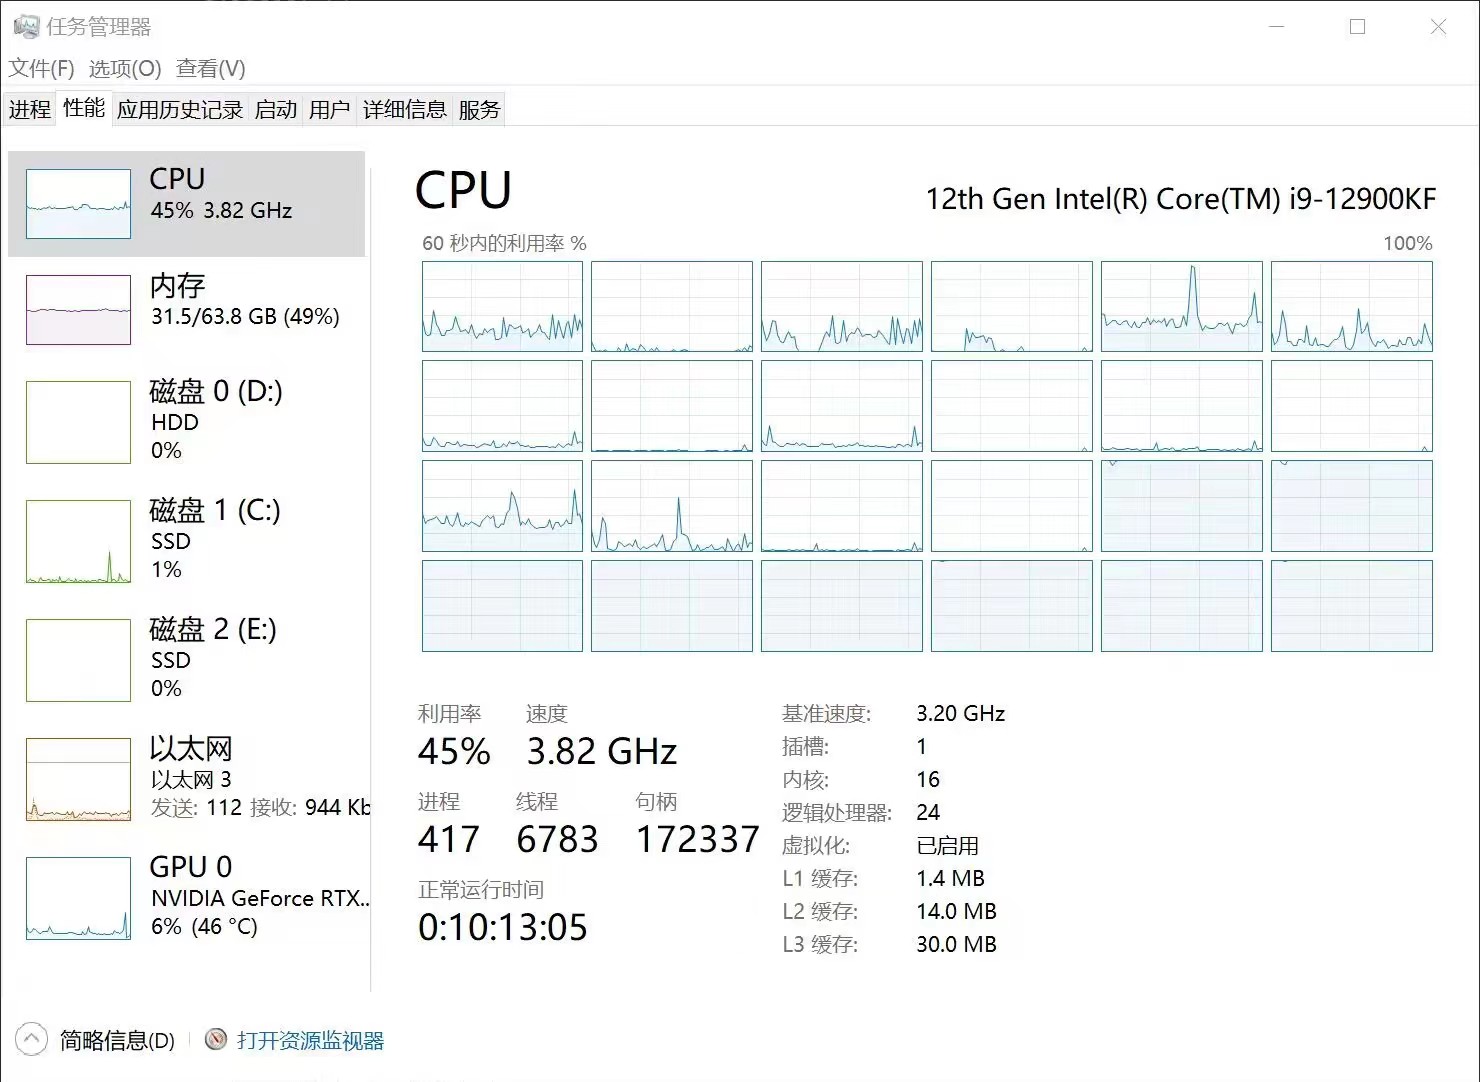 任务管理器
文件(F) 选项(O) 查看(V)
进程 性能 应用历史记录 启动 用户 详细信息 服务
CPU
45% 3.82 GHz
内存
31.5/63.8 GB (49%)
磁盘 0 (D:)
HDD
0%
磁盘 1 (C:)
SSD
1%
磁盘 2 (E:)
SSD
0%
以太网
以太网 3
发送: 112 接收: 944 Kb
GPU 0
NVIDIA GeForce RTX...
6% (46 °C)
CPU
12th Gen Intel(R) Core(TM) i9-12900KF
60 秒内的利用率 %
100%
利用率 速度
45% 3.82 GHz
进程 线程 句柄
417 6783 172337
正常运行时间
0:10:13:05
基准速度: 3.20 GHz
插槽: 1
内核: 16
逻辑处理器: 24
虚拟化: 已启用
L1 缓存: 1.4 MB
L2 缓存: 14.0 MB
L3 缓存: 30.0 MB
简略信息(D) 打开资源监视器